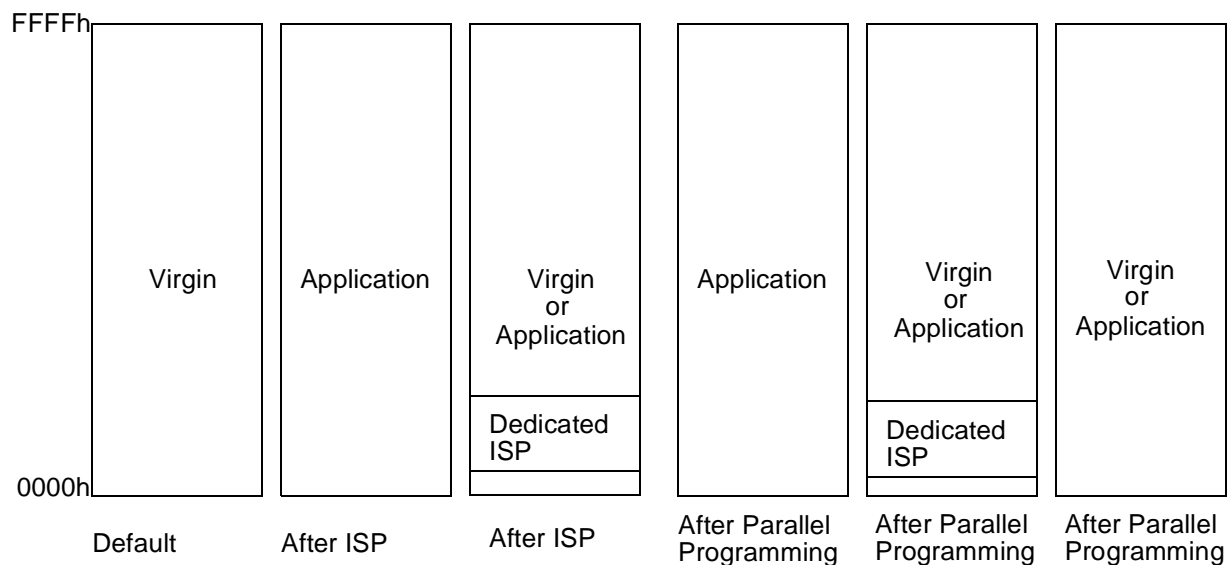 FFFFh
Virgin
Application
Virgin
or
Application
Dedicated
ISP
Application
Virgin
or
Application
Dedicated
ISP
Virgin
or
Application
0000h
Default
After ISP
After ISP
After Parallel
Programming
After Parallel
Programming
After Parallel
Programming